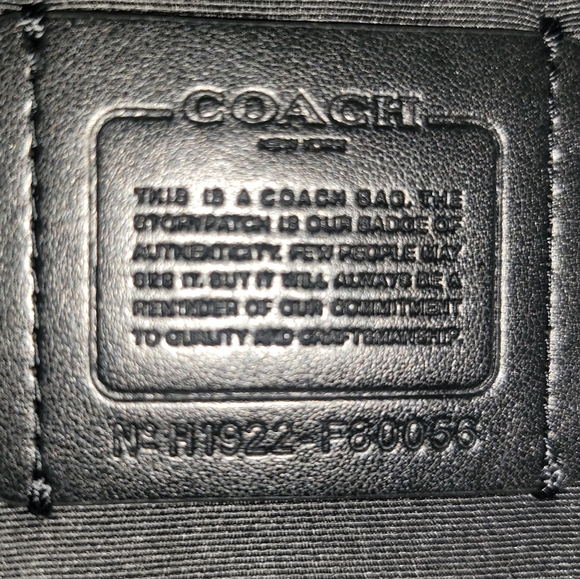 COACH
NEW YORK
THIS IS A COACH BAG. THE
STORYPATCH IS OUR BADGE OF
AUTHENTICITY. FEW PEOPLE MAY
SEE IT. BUT IT WILL ALWAYS BE A
REMINDER OF OUR COMMITMENT
TO QUALITY AND CRAFTSMANSHIP.
Nº H1922-F80056